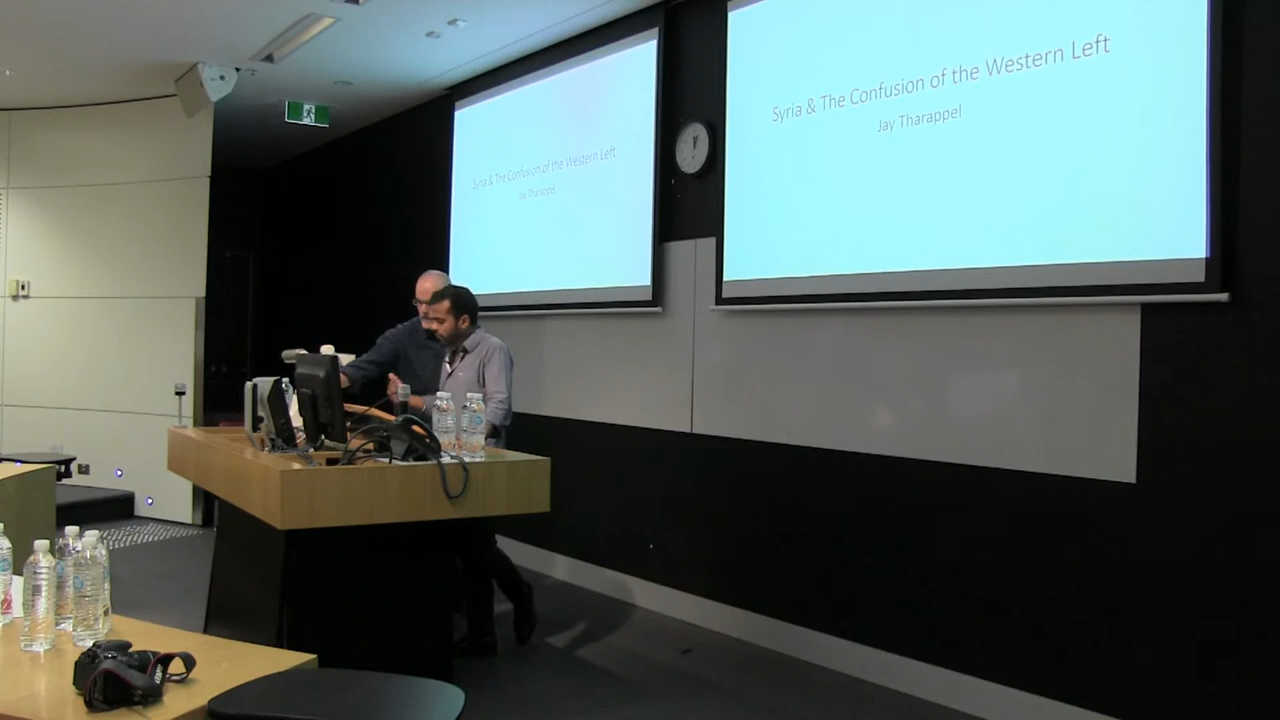 Syria & The Confusion of the Western Left
Jay Tharappel
Syria & The Confusion of the Western Left
Jay Tharappel